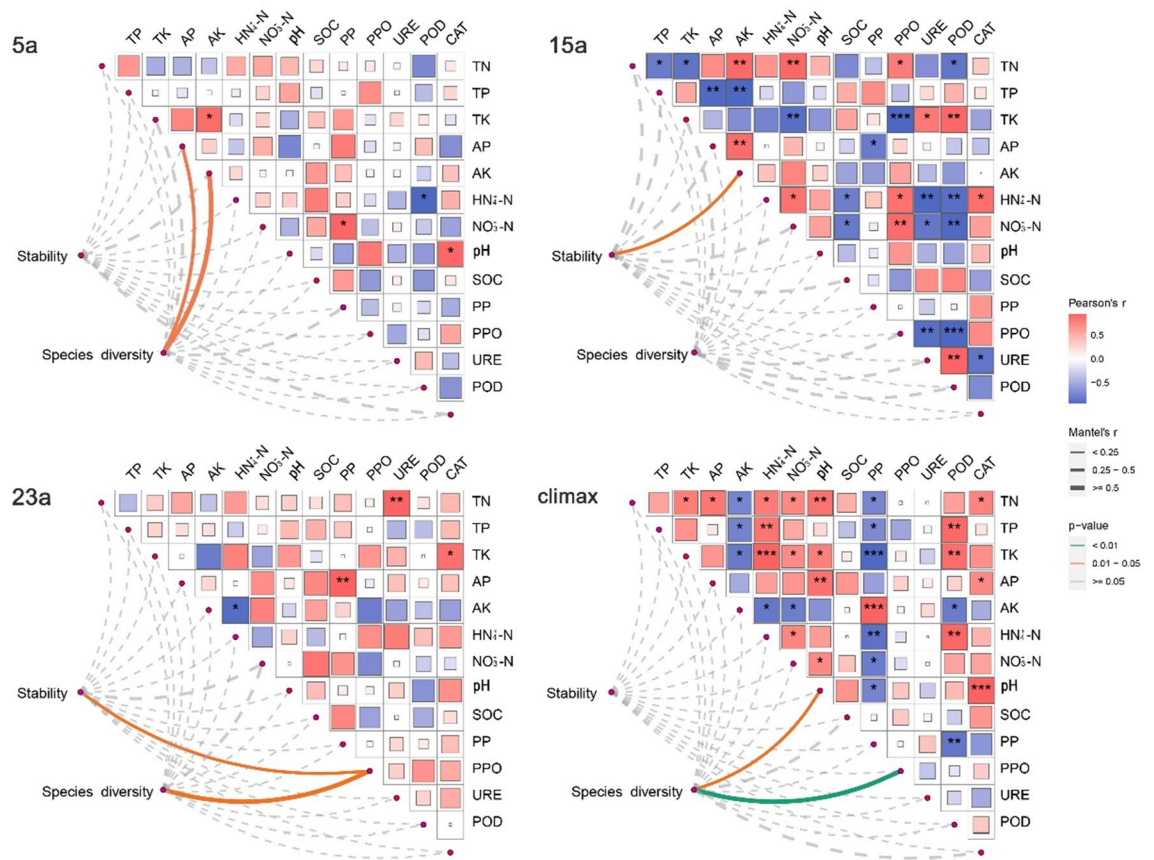 5a
TP TK AP AK HN₄⁺-N NO₃⁻-N pH SOC PP PPO URE POD CAT
TN
TP
TK *
AP
AK
HN₄⁺-N *
NO₃⁻-N *
pH *
SOC
PP
PPO
URE
POD
Stability
Species diversity
15a
TP TK AP AK HN₄⁺-N NO₃⁻-N pH SOC PP PPO URE POD CAT
* * ** ** * * TN
** ** TP
** *** * ** TK
** * AP
AK
* * * ** ** * HN₄⁺-N
* ** * ** NO₃⁻-N
pH
SOC
PP
** *** PPO
** * URE
POD
Stability
Species diversity
Pearson's r
0.5
0.0
−0.5
Mantel's r
< 0.25
0.25 - 0.5
>= 0.5
p-value
< 0.01
0.01 - 0.05
>= 0.05
23a
TP TK AP AK HN₄⁺-N NO₃⁻-N pH SOC PP PPO URE POD CAT
** TN
TP
* TK
** AP
* AK
HN₄⁺-N
NO₃⁻-N
pH
SOC
PP
PPO
URE
POD
Stability
Species diversity
climax
TP TK AP AK HN₄⁺-N NO₃⁻-N pH SOC PP PPO URE POD CAT
* * * * * ** * * TN
* ** * ** TP
* *** * * *** ** TK
** * AP
* * *** * AK
* ** ** HN₄⁺-N
* * NO₃⁻-N
* *** pH
SOC
** PP
PPO
URE
POD
Stability
Species diversity